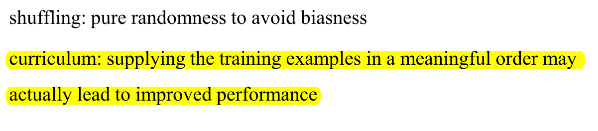 shuffling: pure randomness to avoid biasness
curriculum: supplying the training examples in a meaningful order may
actually lead to improved performance